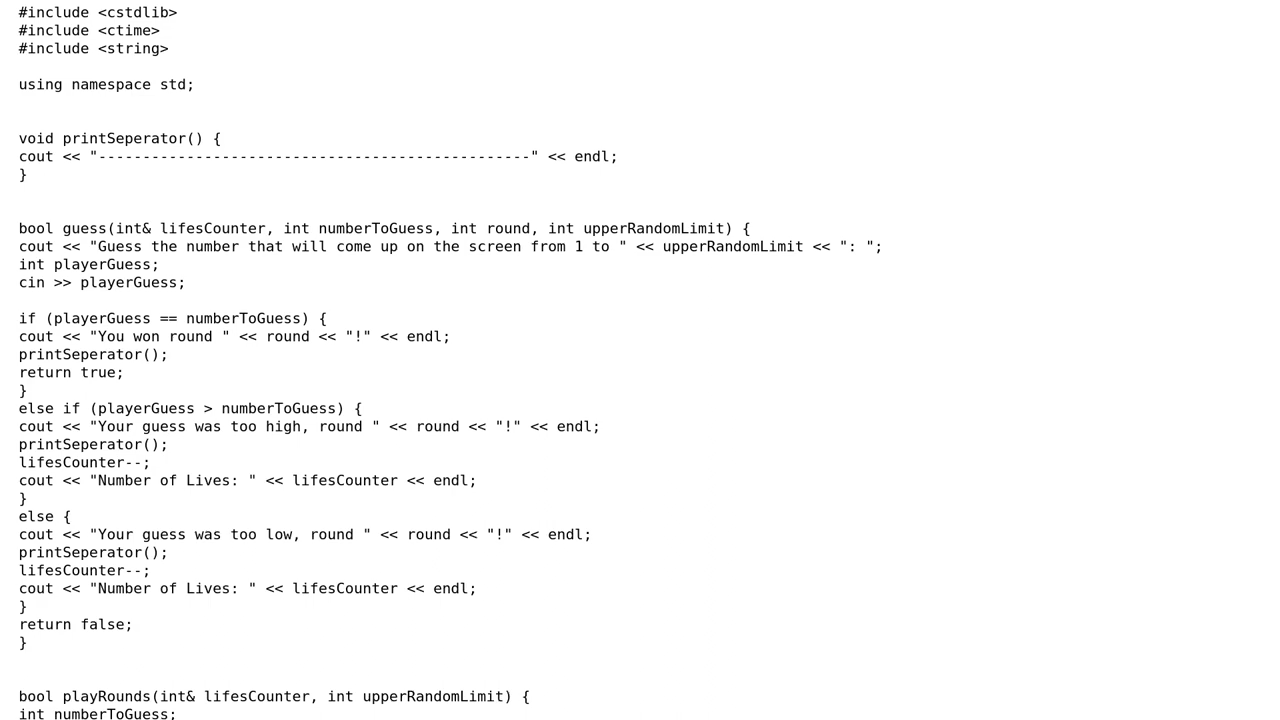 #include <cstdlib>
#include <ctime>
#include <string>
using namespace std;
void printSeperator() {
cout << "-------------------------------------------------" << endl;
}
bool guess(int& lifesCounter, int numberToGuess, int round, int upperRandomLimit) {
cout << "Guess the number that will come up on the screen from 1 to " << upperRandomLimit << ": ";
int playerGuess;
cin >> playerGuess;
if (playerGuess == numberToGuess) {
cout << "You won round " << round << "!" << endl;
printSeperator();
return true;
}
else if (playerGuess > numberToGuess) {
cout << "Your guess was too high, round " << round << "!" << endl;
printSeperator();
lifesCounter--;
cout << "Number of Lives: " << lifesCounter << endl;
}
else {
cout << "Your guess was too low, round " << round << "!" << endl;
printSeperator();
lifesCounter--;
cout << "Number of Lives: " << lifesCounter << endl;
}
return false;
}
bool playRounds(int& lifesCounter, int upperRandomLimit) {
int numberToGuess;